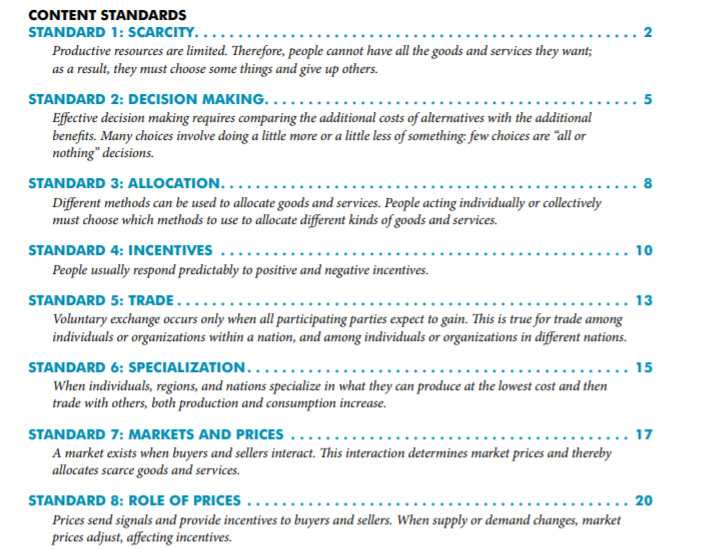 CONTENT STANDARDS
STANDARD 1: SCARCITY. . . . . . . . . . . . . . . . . . . . . . . . . . . . . . . . . . . . . . . . . . . . . . . . . . 2
Productive resources are limited. Therefore, people cannot have all the goods and services they want;
as a result, they must choose some things and give up others.
STANDARD 2: DECISION MAKING. . . . . . . . . . . . . . . . . . . . . . . . . . . . . . . . . . . . . . . . . . 5
Effective decision making requires comparing the additional costs of alternatives with the additional
benefits. Many choices involve doing a little more or a little less of something: few choices are “all or
nothing” decisions.
STANDARD 3: ALLOCATION. . . . . . . . . . . . . . . . . . . . . . . . . . . . . . . . . . . . . . . . . . . . . . . 8
Different methods can be used to allocate goods and services. People acting individually or collectively
must choose which methods to use to allocate different kinds of goods and services.
STANDARD 4: INCENTIVES . . . . . . . . . . . . . . . . . . . . . . . . . . . . . . . . . . . . . . . . . . . . . . 10
People usually respond predictably to positive and negative incentives.
STANDARD 5: TRADE . . . . . . . . . . . . . . . . . . . . . . . . . . . . . . . . . . . . . . . . . . . . . . . . . . . 13
Voluntary exchange occurs only when all participating parties expect to gain. This is true for trade among
individuals or organizations within a nation, and among individuals or organizations in different nations.
STANDARD 6: SPECIALIZATION. . . . . . . . . . . . . . . . . . . . . . . . . . . . . . . . . . . . . . . . . . . 15
When individuals, regions, and nations specialize in what they can produce at the lowest cost and then
trade with others, both production and consumption increase.
STANDARD 7: MARKETS AND PRICES . . . . . . . . . . . . . . . . . . . . . . . . . . . . . . . . . . . . . . 17
A market exists when buyers and sellers interact. This interaction determines market prices and thereby
allocates scarce goods and services.
STANDARD 8: ROLE OF PRICES . . . . . . . . . . . . . . . . . . . . . . . . . . . . . . . . . . . . . . . . . . . 20
Prices send signals and provide incentives to buyers and sellers. When supply or demand changes, market
prices adjust, affecting incentives.